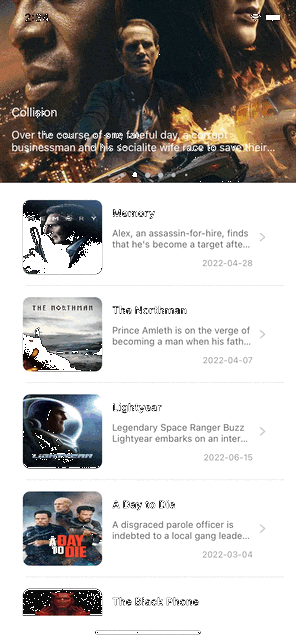 Collision
Over the course of one fateful day, a corrupt
businessman and his socialite wife race to save their...
MEMORY
Memory
Alex, an assassin-for-hire, finds
that he's become a target afte...
2022-04-28
THE NORTHMAN
The Northman
Prince Amleth is on the verge of
becoming a man when his fath...
2022-04-07
Lightyear
Legendary Space Ranger Buzz
Lightyear embarks on an inter...
2022-06-15
A DAY TO DIE
A Day to Die
A disgraced parole officer is
indebted to a local gang leade...
2022-03-04
The Black Phone